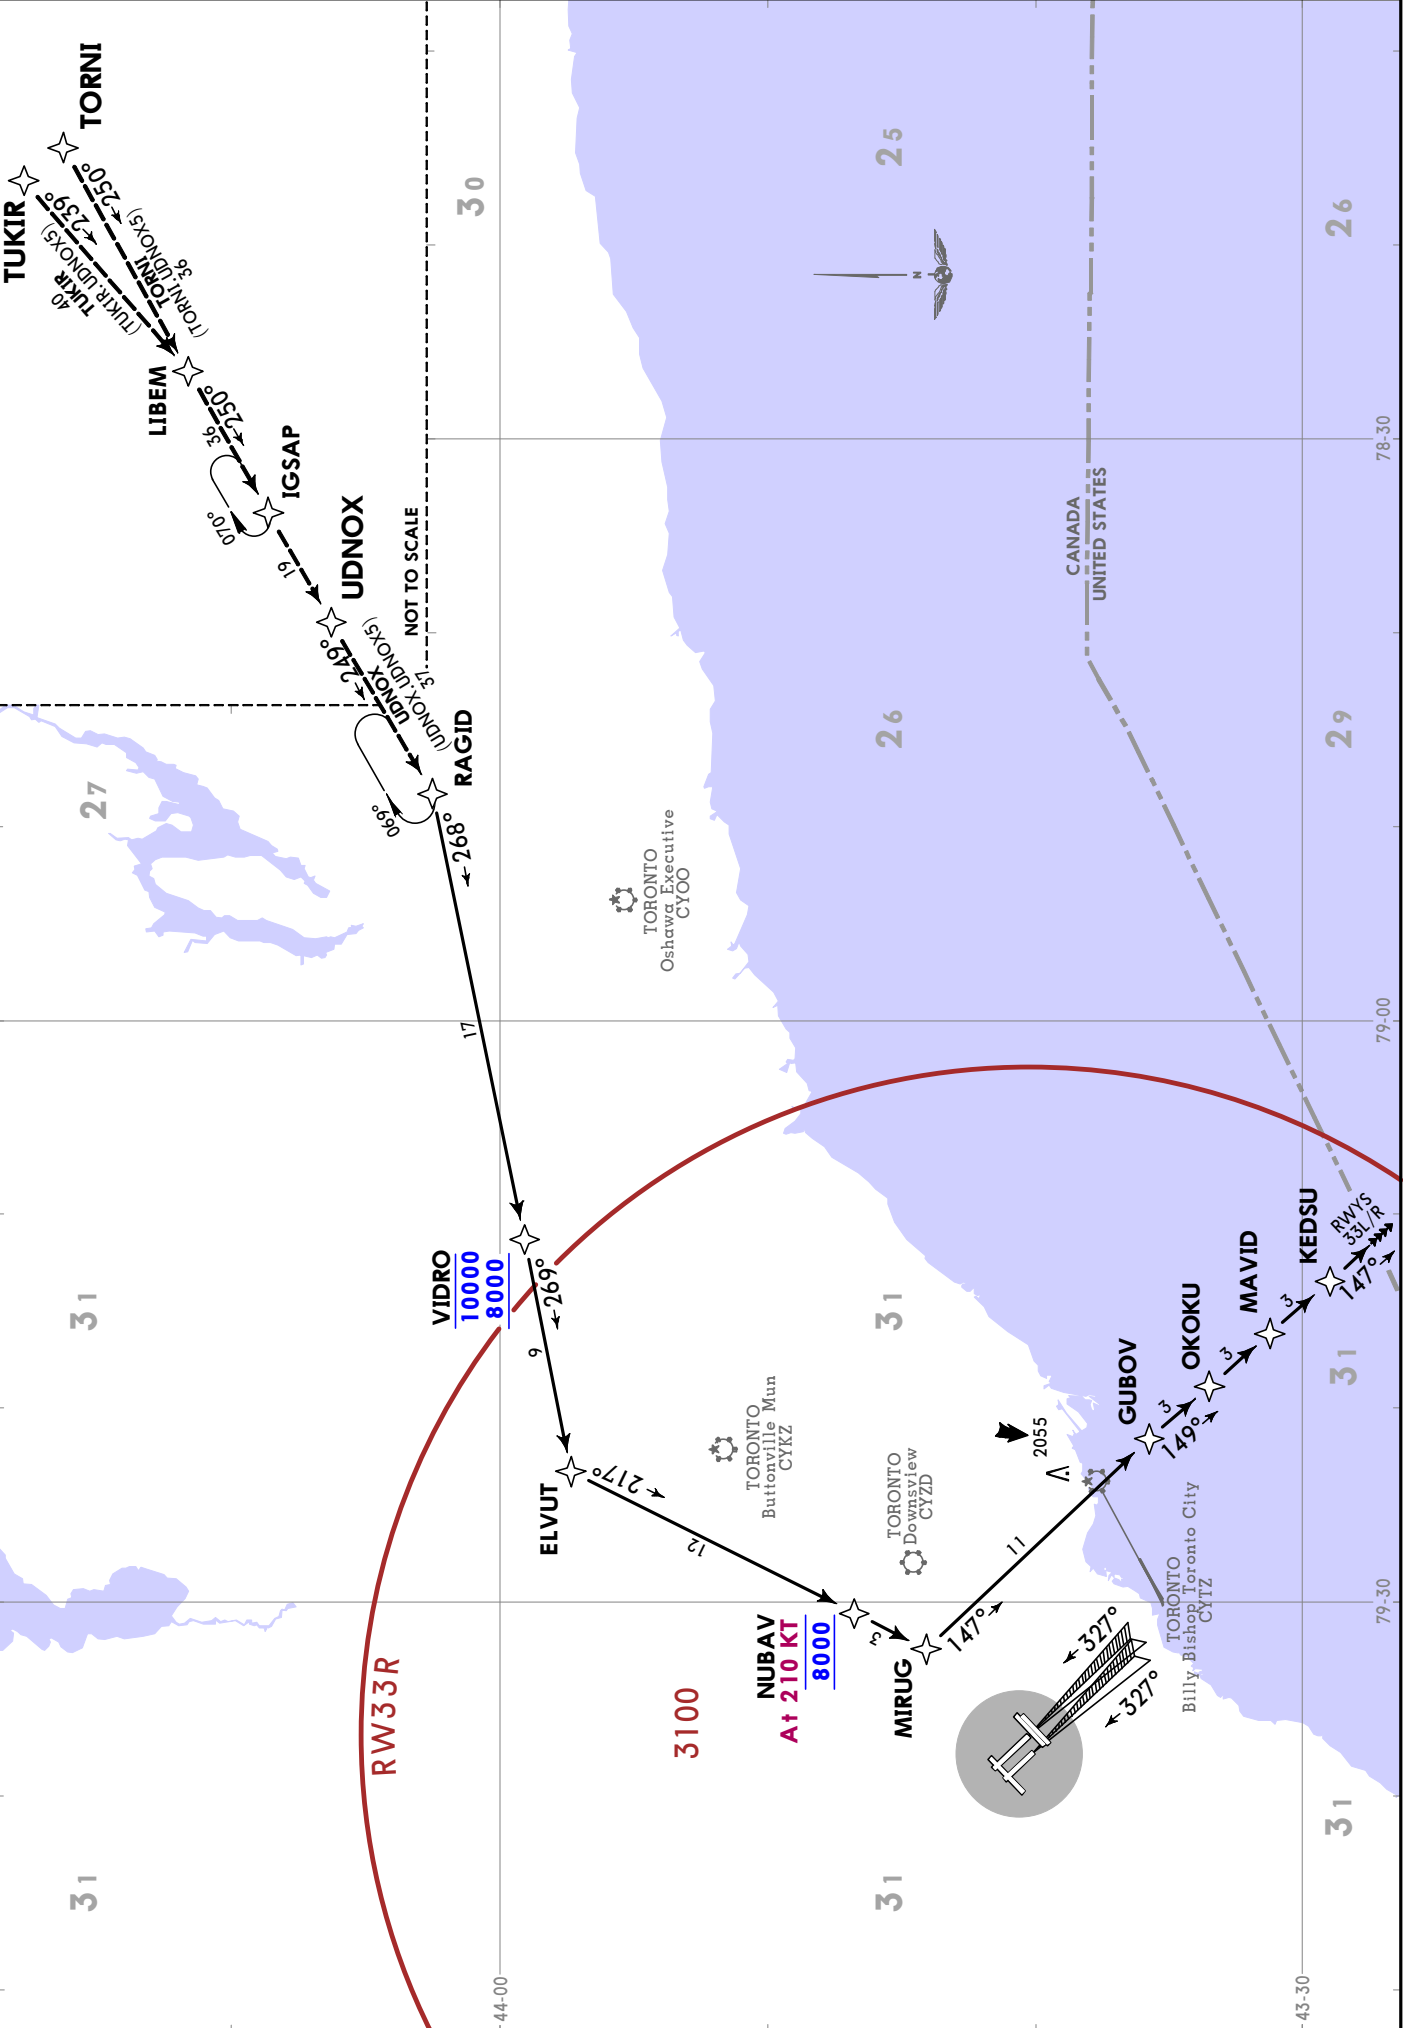 TORNI
TUKIR
250°
239°
(TUKIR.UDNOX5)
TUKIR
40
TORNI
(TORNI.UDNOX5)
36
LIBEM
250°
36
IGSAP
070°
19
UDNOX
249°
UDNOX
(UDNOX.UDNOX5)
37
NOT TO SCALE
RAGID
069°
268°
17
VIDRO
10000
8000
269°
9
ELVUT
217°
12
NUBAV
At 210 KT
8000
3
MIRUG
147°
11
GUBOV
149°
3
OKOKU
3
MAVID
3
KEDSU
147°
RWYS
33L/R
RW33R
3100
327°
327°
2055
TORONTO
Oshawa Executive
CYOO
TORONTO
Buttonville Mun
CYKZ
TORONTO
Downsview
CYZD
TORONTO
Billy Bishop Toronto City
CYTZ
CANADA
UNITED STATES
N
30
25
26
27
26
29
31
31
31
31
31
31
78-30
79-00
79-30
44-00
43-30